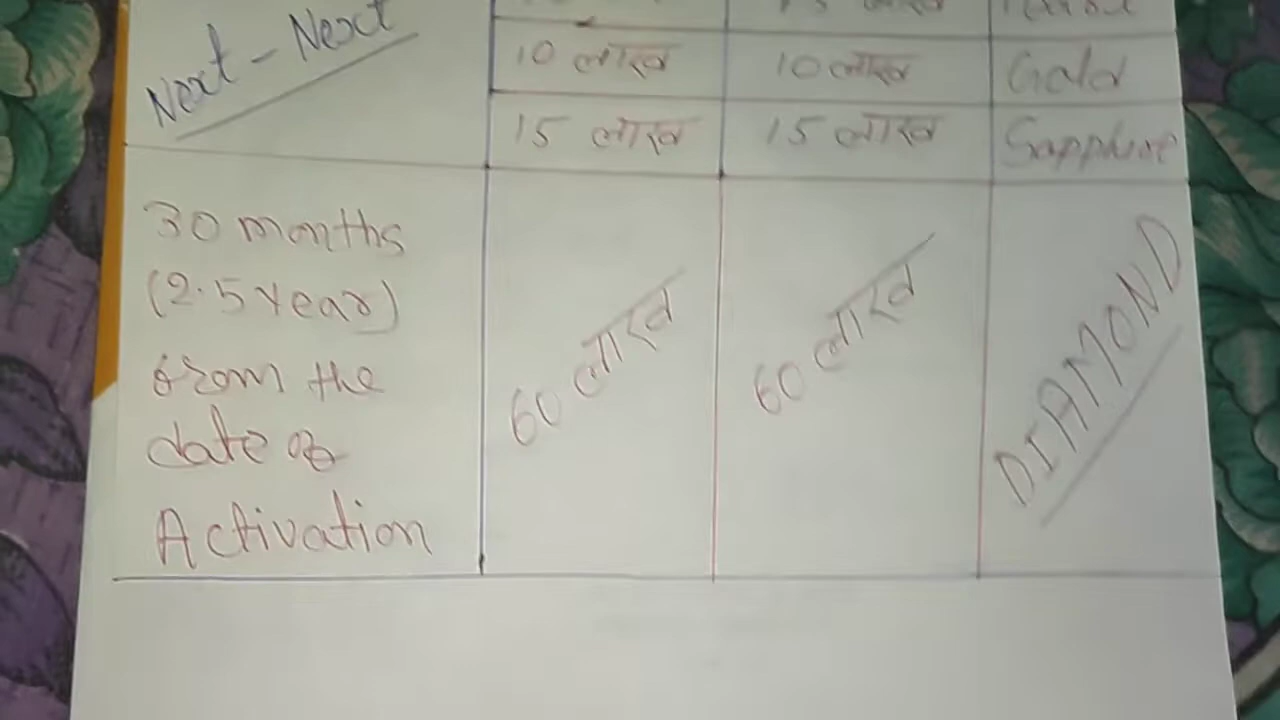 Next - Next
10 लाख 10 लाख Gold
15 लाख 15 लाख Sapphire
30 months
(2.5 Year)
from the
date of
Activation
60 लाख 60 लाख DIAMOND